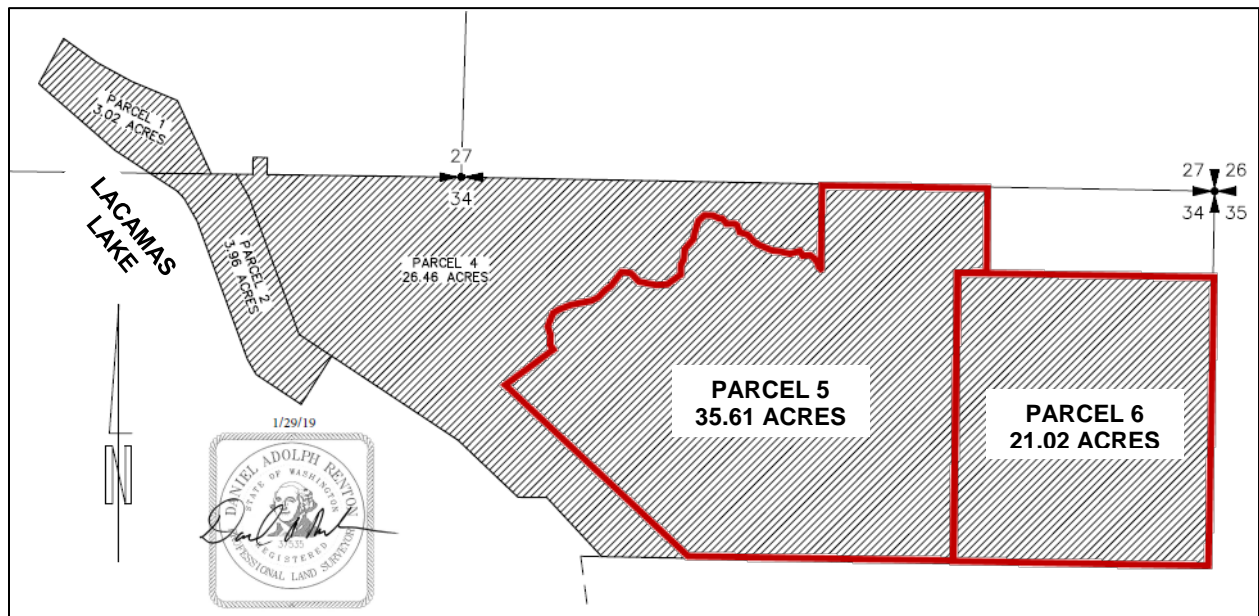 PARCEL 1
3.02 ACRES
27
34
27 26
34 35
LACAMAS
LAKE
PARCEL 2
3.96 ACRES
PARCEL 4
26.46 ACRES
PARCEL 5
35.61 ACRES
PARCEL 6
21.02 ACRES
N
1/29/19
DANIEL ADOLPH RENTON
STATE OF WASHINGTON
37535
REGISTERED
PROFESSIONAL LAND SURVEYOR